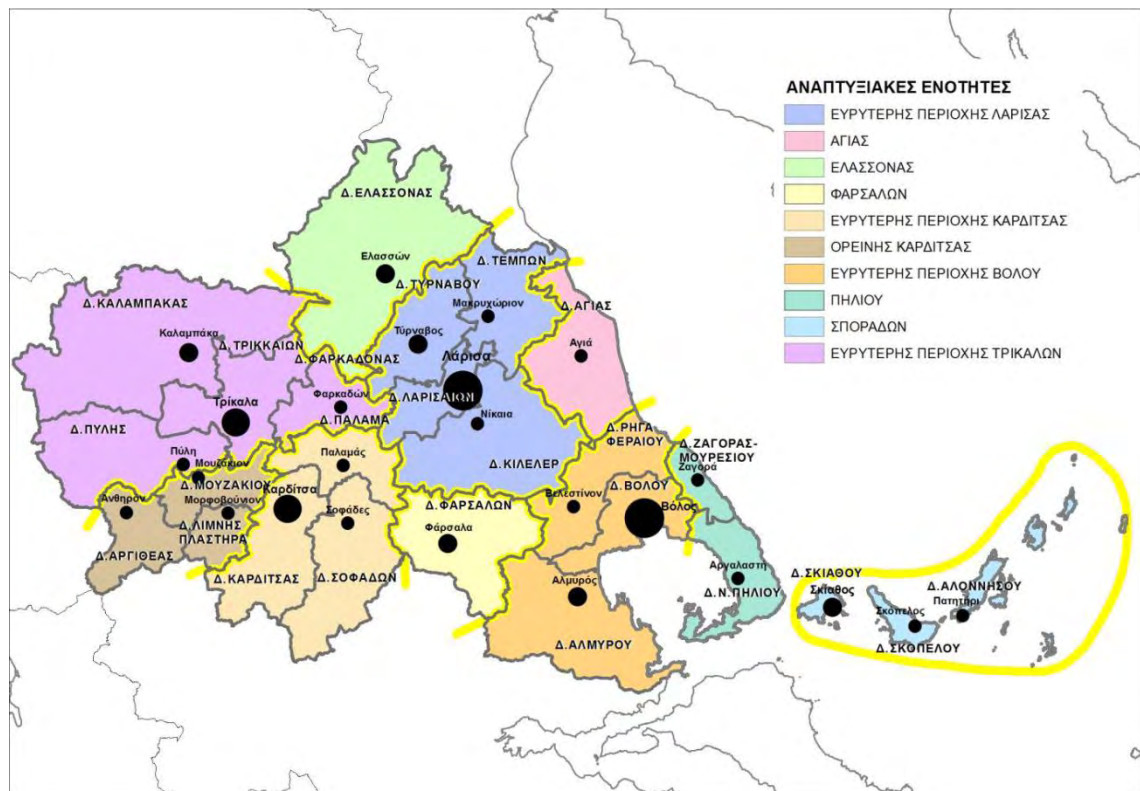 ΑΝΑΠΤΥΞΙΑΚΕΣ ΕΝΟΤΗΤΕΣ
ΕΥΡΥΤΕΡΗΣ ΠΕΡΙΟΧΗΣ ΛΑΡΙΣΑΣ
ΑΓΙΑΣ
ΕΛΑΣΣΟΝΑΣ
ΦΑΡΣΑΛΩΝ
ΕΥΡΥΤΕΡΗΣ ΠΕΡΙΟΧΗΣ ΚΑΡΔΙΤΣΑΣ
ΟΡΕΙΝΗΣ ΚΑΡΔΙΤΣΑΣ
ΕΥΡΥΤΕΡΗΣ ΠΕΡΙΟΧΗΣ ΒΟΛΟΥ
ΠΗΛΙΟΥ
ΣΠΟΡΑΔΩΝ
ΕΥΡΥΤΕΡΗΣ ΠΕΡΙΟΧΗΣ ΤΡΙΚΑΛΩΝ
Δ.ΕΛΑΣΣΟΝΑΣ
Ελασσών
Δ.ΤΕΜΠΩΝ
Δ.ΤΥΡΝΑΒΟΥ
Μακρυχώριον
Δ.ΚΑΛΑΜΠΑΚΑΣ
Δ.ΑΓΙΑΣ
Καλαμπάκα
Τύρναβος
Δ.ΤΡΙΚΚΑΙΩΝ
Αγιά
Δ.ΦΑΡΚΑΔΟΝΑΣ
Λάρισα
Φαρκαδών
Δ.ΛΑΡΙΣΑΙΩΝ
Τρίκαλα
Δ.ΠΑΛΑΜΑ
Νίκαια
Δ.ΠΥΛΗΣ
Δ.ΡΗΓΑ
ΦΕΡΑΙΟΥ
Δ.ΖΑΓΟΡΑΣ-
ΜΟΥΡΕΣΙΟΥ
Πύλη
Μουζάκιον
Παλαμάς
Δ.ΚΙΛΕΛΕΡ
Ζαγορά
Δ.ΜΟΥΖΑΚΙΟΥ
Καρδίτσα
Δ.ΒΟΛΟΥ
Ανθηρόν
Μορφοβούνιον
Σοφάδες
Δ.ΦΑΡΣΑΛΩΝ
Βελεστίνον
Βόλος
Δ.ΛΙΜΝΗΣ
ΠΛΑΣΤΗΡΑ
Φάρσαλα
Δ.ΑΡΓΙΘΕΑΣ
Δ.ΚΑΡΔΙΤΣΑΣ
Δ.ΣΟΦΑΔΩΝ
Αλμυρός
Αργαλαστή
Δ.Ν.ΠΗΛΙΟΥ
Δ.ΣΚΙΑΘΟΥ
Σκίαθος
Δ.ΑΛΟΝΝΗΣΟΥ
Πατητήρι
Σκόπελος
Δ.ΣΚΟΠΕΛΟΥ
Δ.ΑΛΜΥΡΟΥ